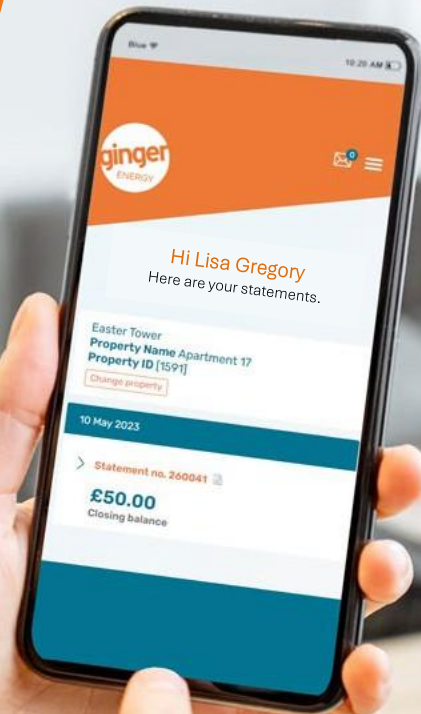 Blue
10:20 AM
ginger
ENERGY
0
Hi Lisa Gregory
Here are your statements.
Easter Tower
Property Name Apartment 17
Property ID [1591]
Change property
10 May 2023
Statement no. 260041
£50.00
Closing balance